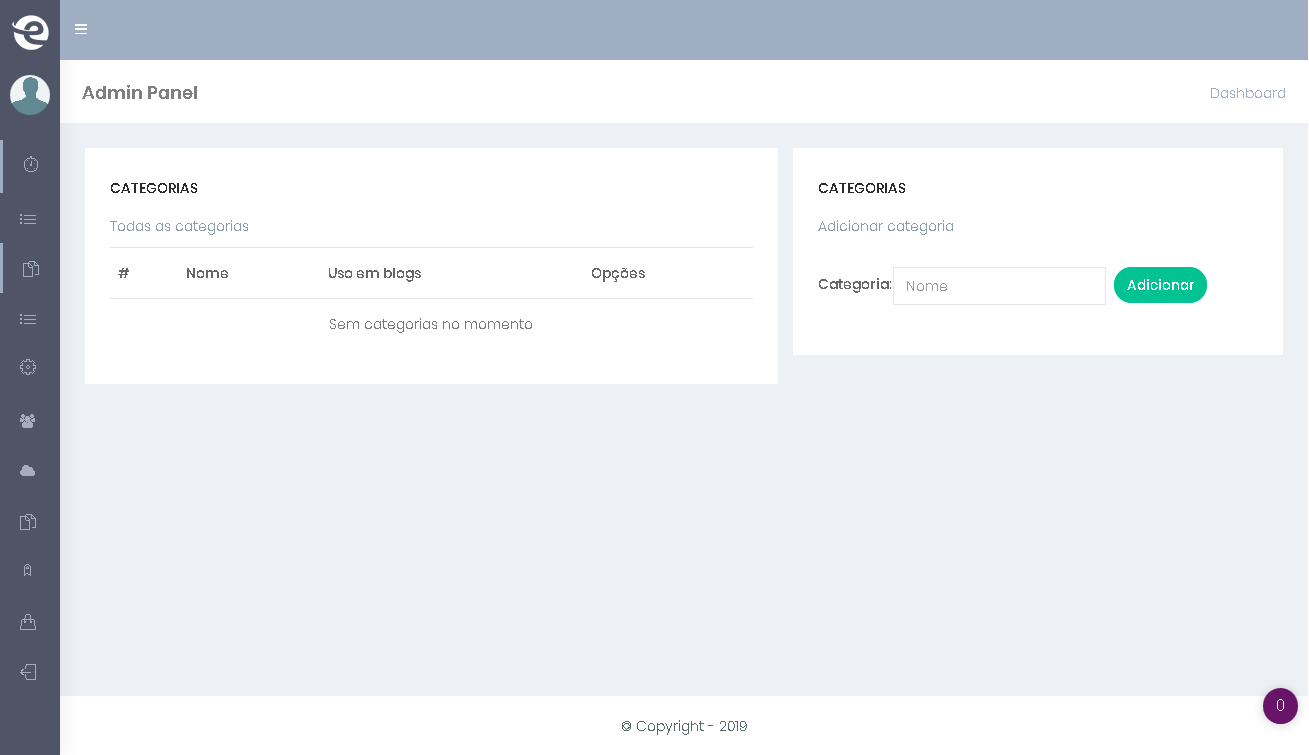 Admin Panel
Dashboard
CATEGORIAS
Todas as categorias
# Nome Uso em blogs Opções
Sem categorias no momento
CATEGORIAS
Adicionar categoria
Categoria: Nome Adicionar
© Copyright - 2019
0